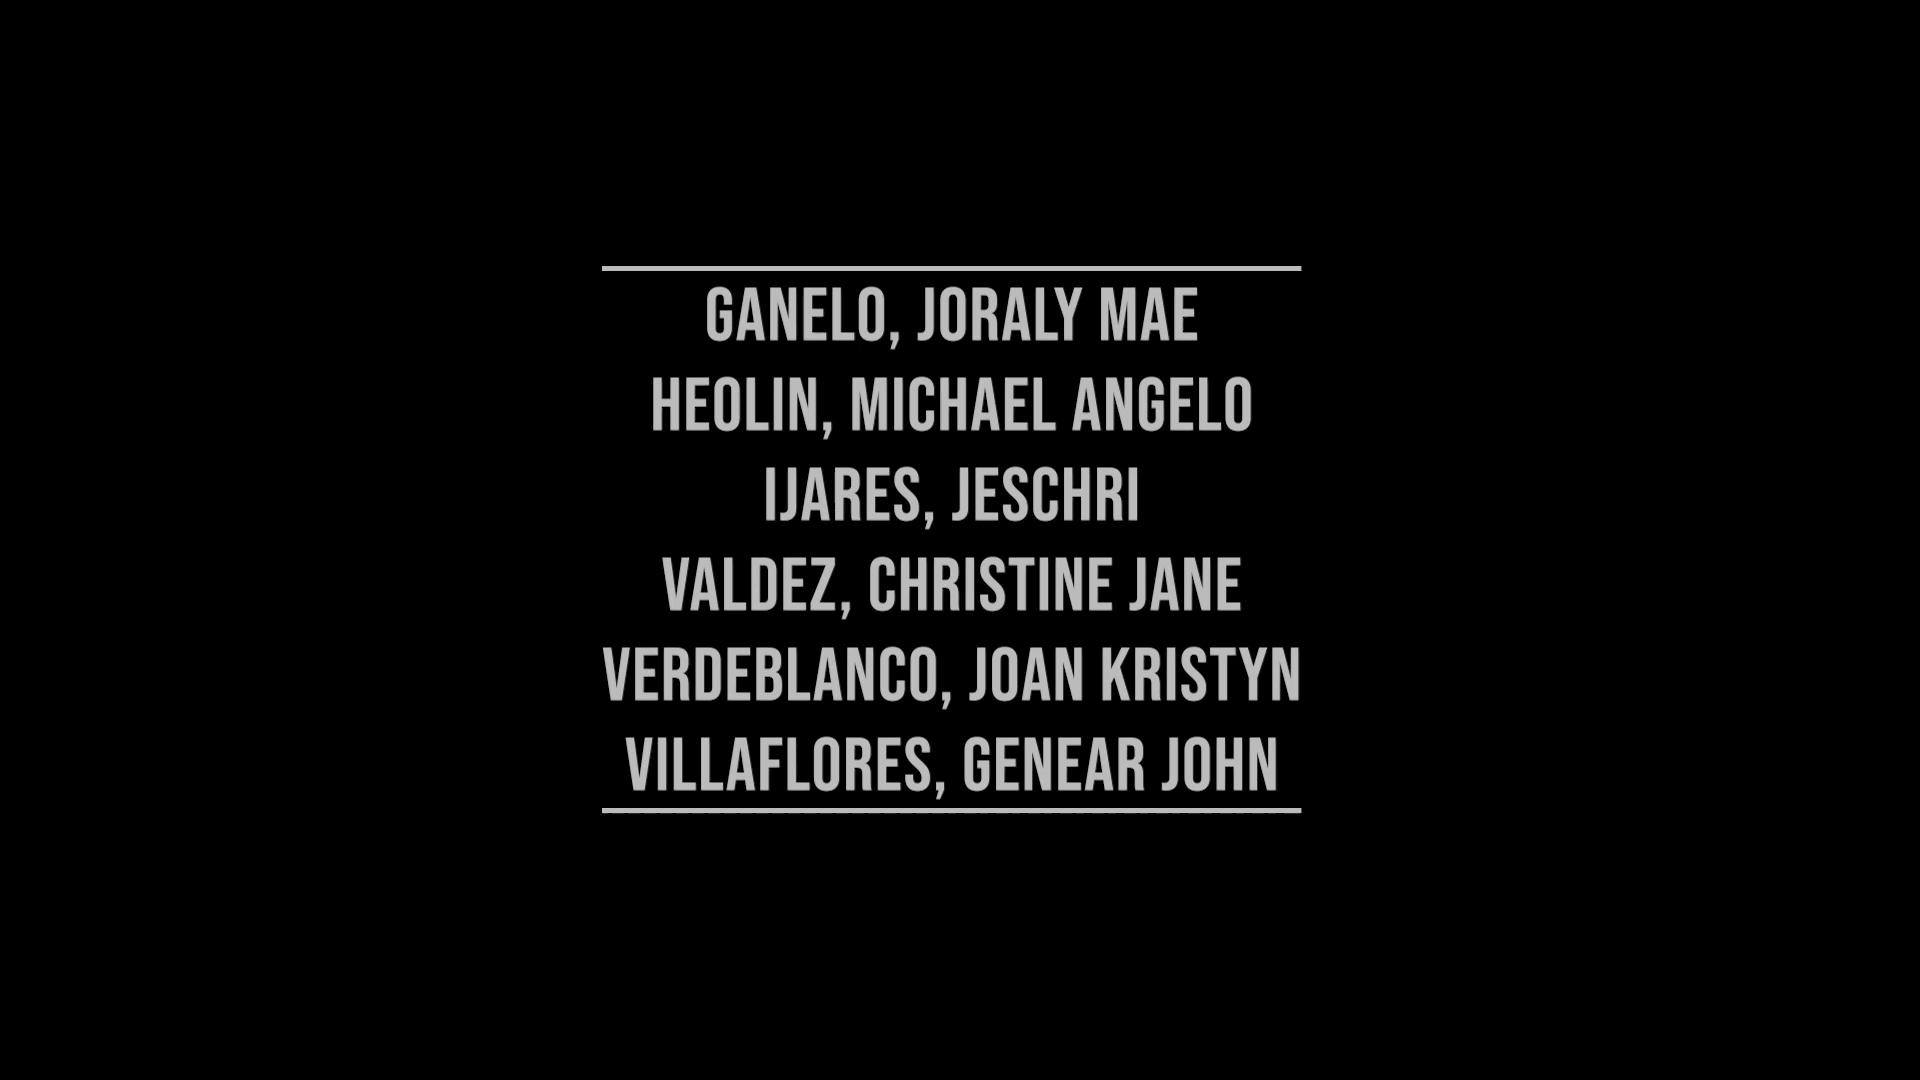 GANELO, JORALY MAE
HEOLIN, MICHAEL ANGELO
IJARES, JESCHRI
VALDEZ, CHRISTINE JANE
VERDEBLANCO, JOAN KRISTYN
VILLAFLORES, GENEAR JOHN